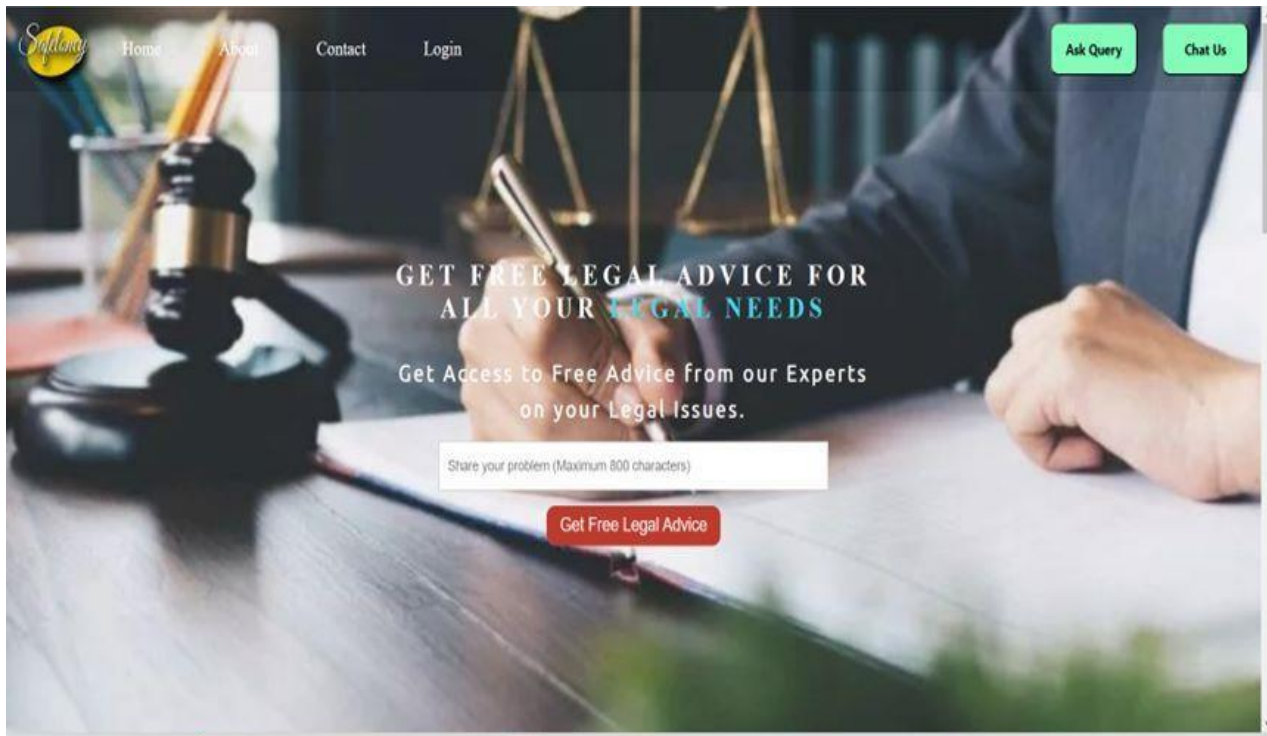 Home
About
Contact
Login
Ask Query
Chat Us
GET FREE LEGAL ADVICE FOR
ALL YOUR LEGAL NEEDS
Get Access to Free Advice from our Experts
on your Legal Issues.
Share your problem (Maximum 800 characters)
Get Free Legal Advice